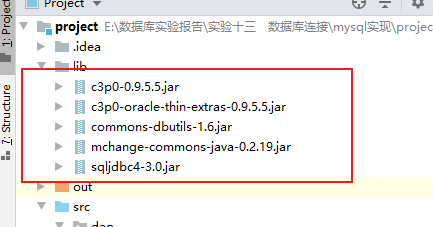 Project
project E:\数据库实验报告\实验十三 数据库连接\mysql实现\projec
.idea
lib
c3p0-0.9.5.5.jar
c3p0-oracle-thin-extras-0.9.5.5.jar
commons-dbutils-1.6.jar
mchange-commons-java-0.2.19.jar
sqljdbc4-3.0.jar
out
src
dao
1: Project
7: Structure